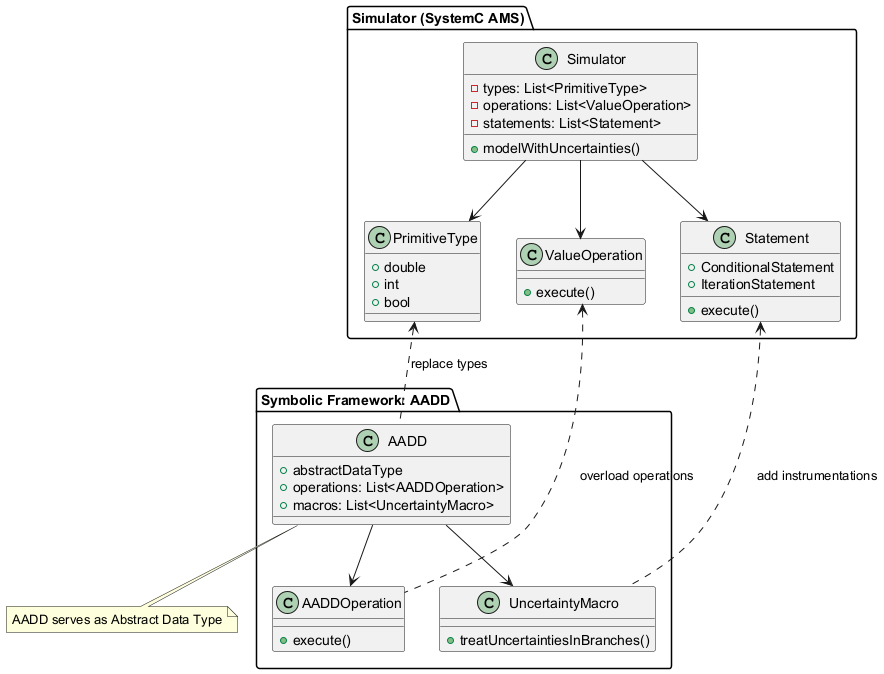 Simulator (SystemC AMS)
C Simulator
types: List<PrimitiveType>
operations: List<ValueOperation>
statements: List<Statement>
modelWithUncertainties()
C PrimitiveType
double
int
bool
C ValueOperation
execute()
C Statement
ConditionalStatement
IterationStatement
execute()
replace types
Symbolic Framework: AADD
C AADD
abstractDataType
operations: List<AADDOperation>
macros: List<UncertaintyMacro>
overload operations
add instrumentations
AADD serves as Abstract Data Type
C AADDOperation
execute()
C UncertaintyMacro
treatUncertaintiesInBranches()